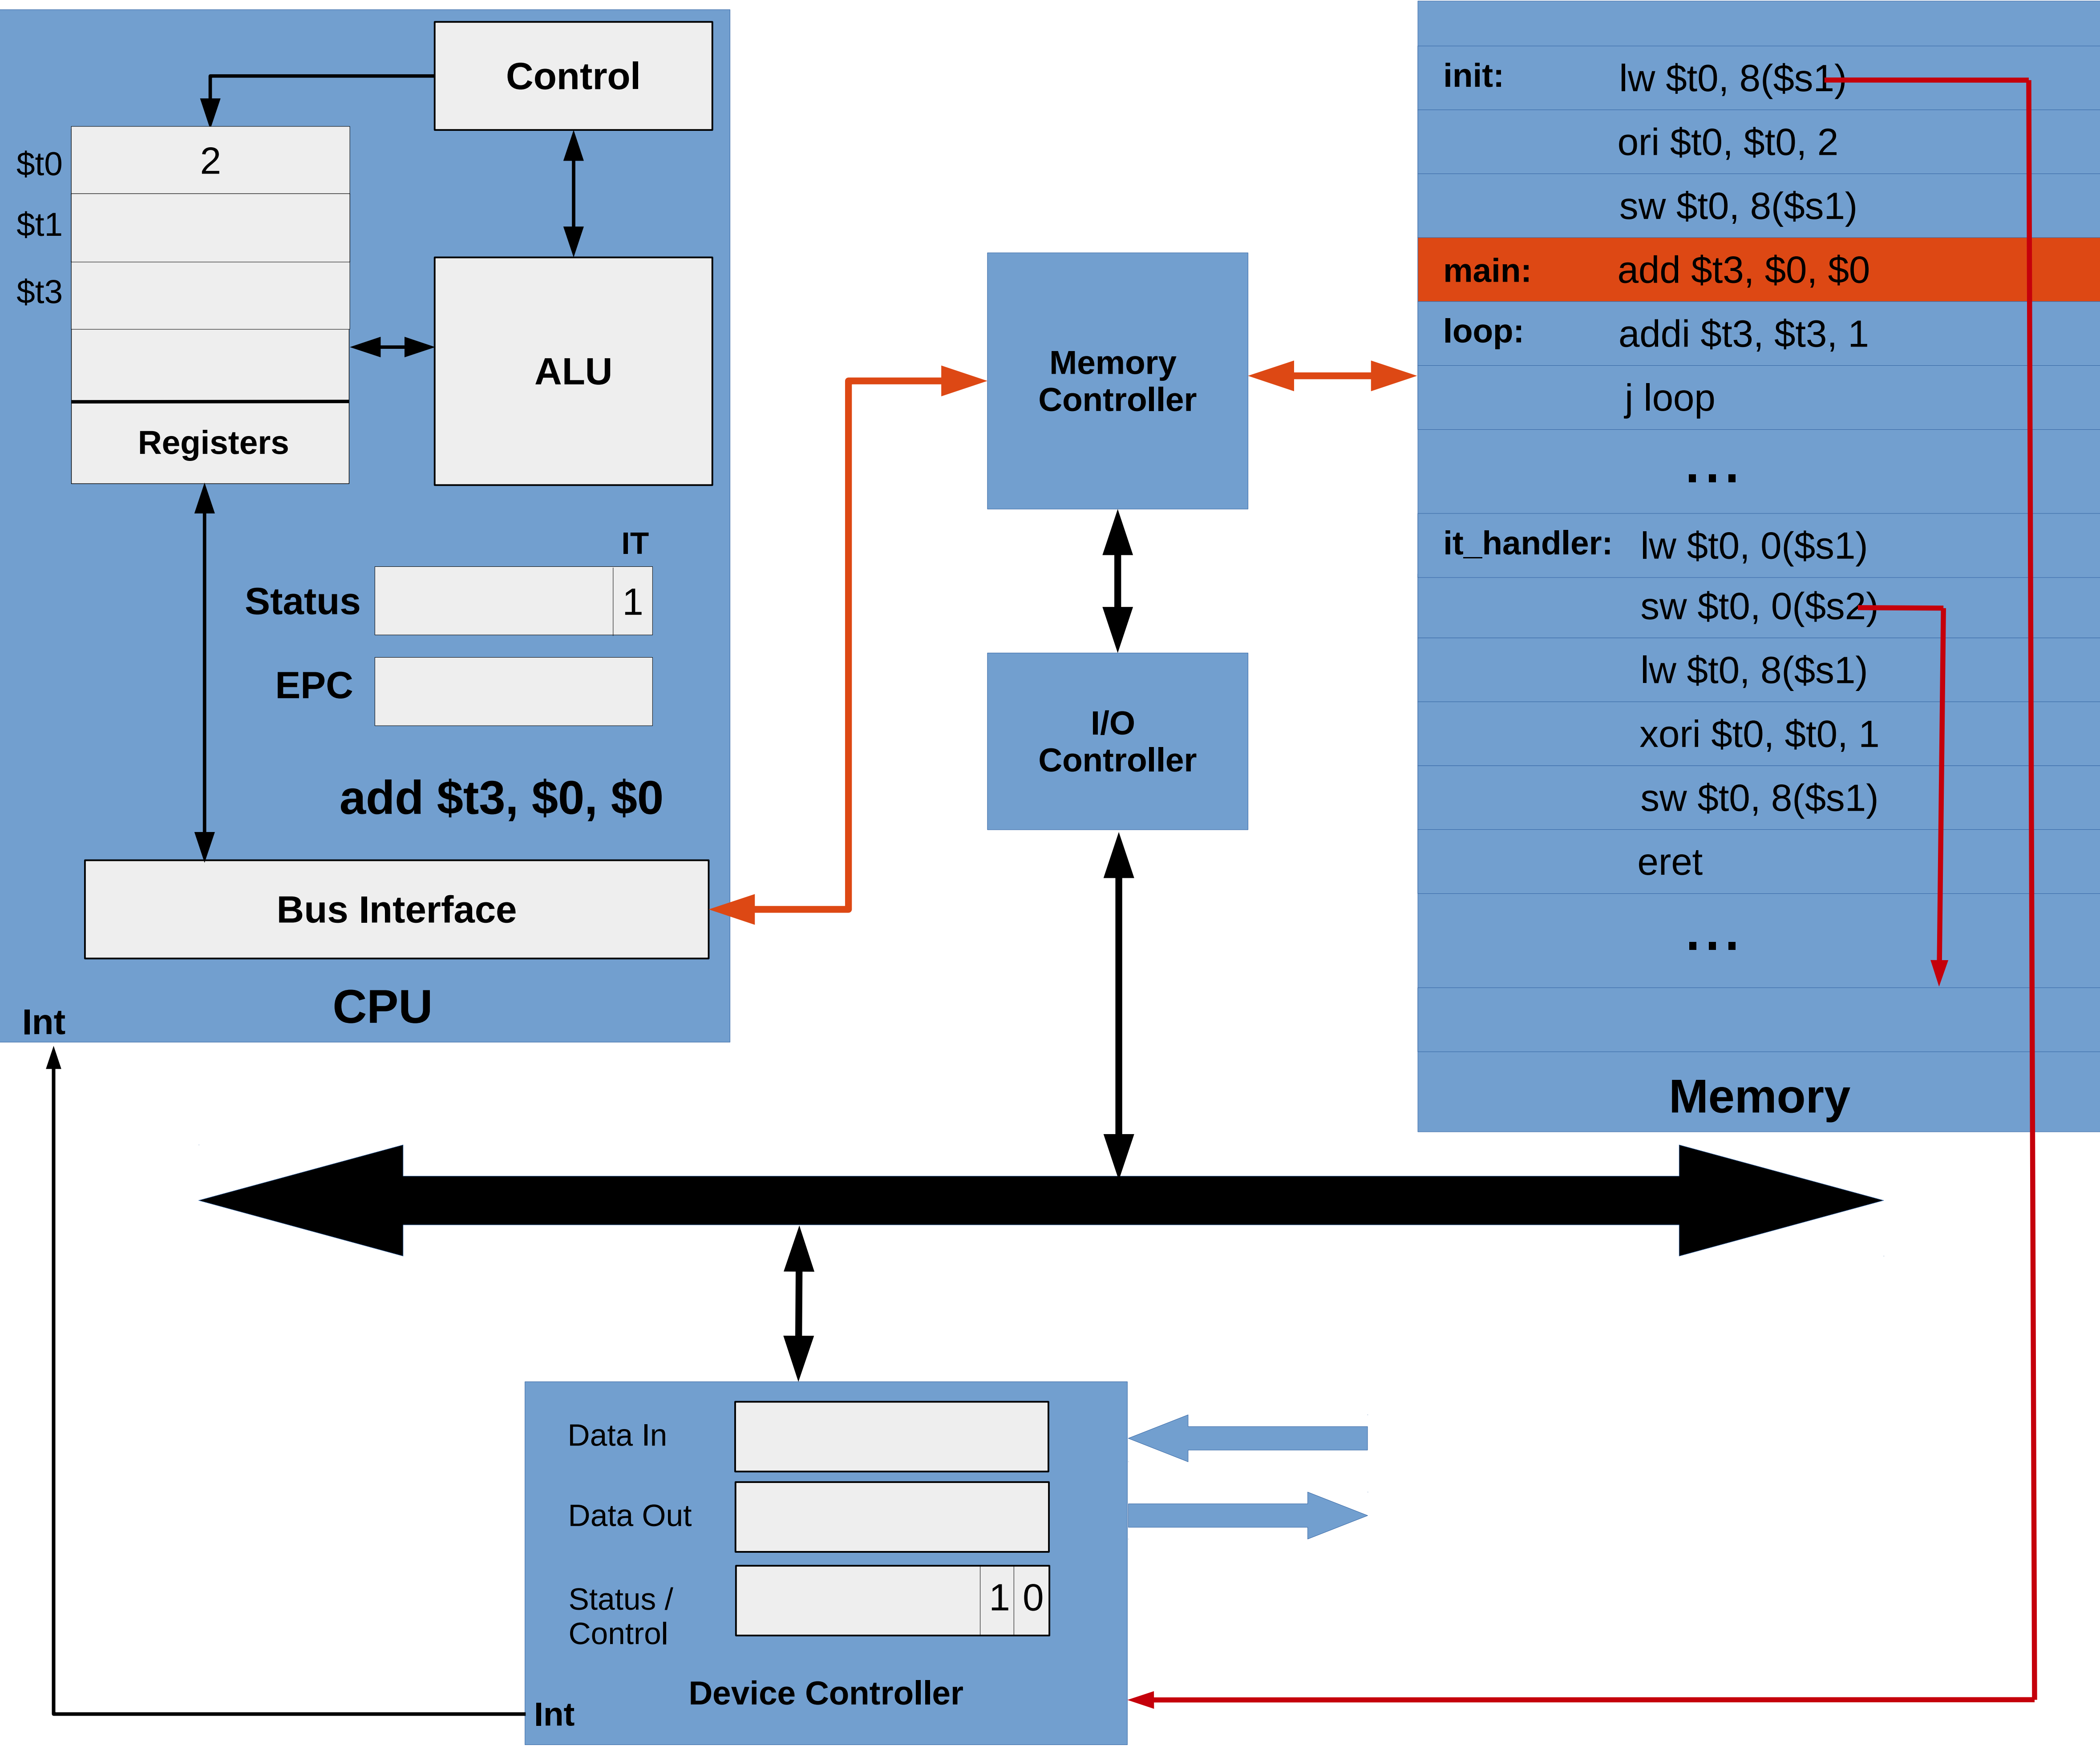 Control
$t0
2
$t1
$t3
ALU
Registers
IT
Status
1
EPC
add $t3, $0, $0
Bus Interface
CPU
Int
Memory
Controller
I/O
Controller
init: lw $t0, 8($s1)
ori $t0, $t0, 2
sw $t0, 8($s1)
main: add $t3, $0, $0
loop: addi $t3, $t3, 1
j loop
...
it_handler: lw $t0, 0($s1)
sw $t0, 0($s2)
lw $t0, 8($s1)
xori $t0, $t0, 1
sw $t0, 8($s1)
eret
...
Memory
Data In
Data Out
Status /
Control
1 0
Device Controller
Int